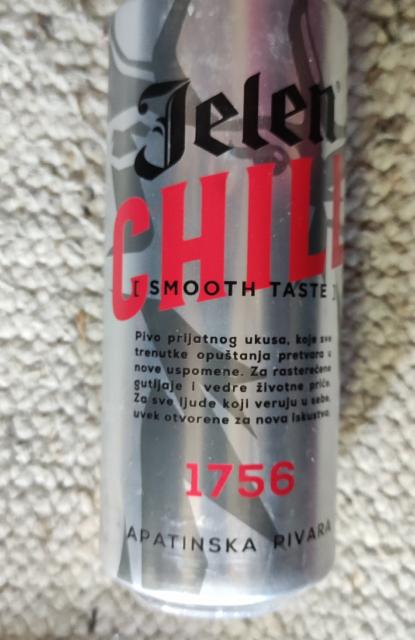 Jelen
CHILL
[ SMOOTH TASTE ]
Pivo prijatnog ukusa, koje sve
trenutke opuštanja pretvara u
nove uspomene. Za rasterećene
gutljaje i vedre životne priče.
Za sve ljude koji veruju u sebe,
uvek otvorene za nova iskustva.
1756
APATINSKA PIVARA